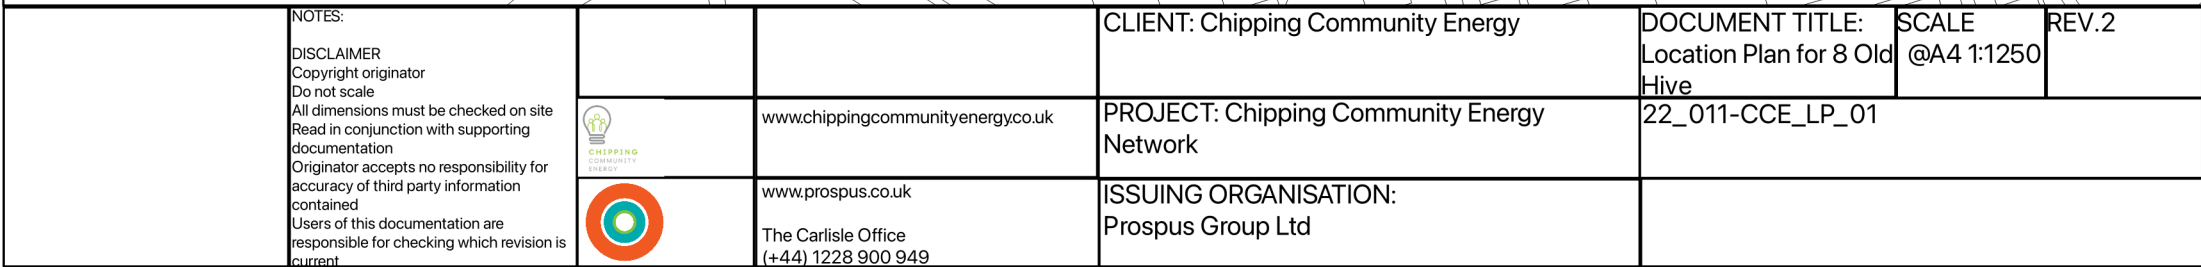 NOTES:
DISCLAIMER
Copyright originator
Do not scale
All dimensions must be checked on site
Read in conjunction with supporting
documentation
Originator accepts no responsibility for
accuracy of third party information
contained
Users of this documentation are
responsible for checking which revision is
current
CHIPPING
COMMUNITY
ENERGY
www.chippingcommunityenergy.co.uk
www.prospus.co.uk
The Carlisle Office
(+44) 1228 900 949
CLIENT: Chipping Community Energy
PROJECT: Chipping Community Energy
Network
ISSUING ORGANISATION:
Prospus Group Ltd
DOCUMENT TITLE:
Location Plan for 8 Old
Hive
SCALE
@A4 1:1250
REV.2
22_011-CCE_LP_01